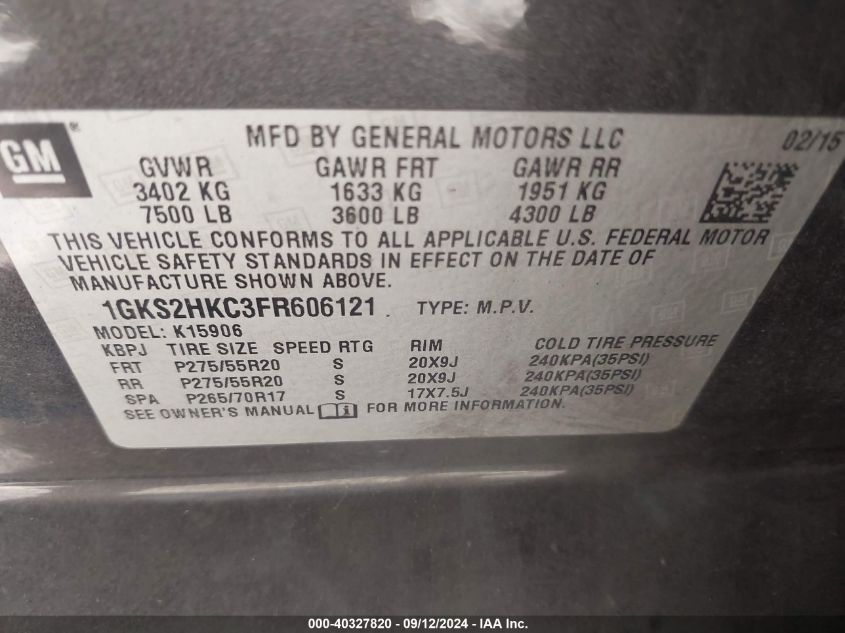 GM ®
MFD BY GENERAL MOTORS LLC 02/15
GVWR GAWR FRT GAWR RR
3402 KG 1633 KG 1951 KG
7500 LB 3600 LB 4300 LB
THIS VEHICLE CONFORMS TO ALL APPLICABLE U.S. FEDERAL MOTOR
VEHICLE SAFETY STANDARDS IN EFFECT ON THE DATE OF
MANUFACTURE SHOWN ABOVE.
1GKS2HKC3FR606121 TYPE: M.P.V.
MODEL: K15906
KBPJ TIRE SIZE SPEED RTG RIM COLD TIRE PRESSURE
FRT P275/55R20 S 20X9J 240KPA(35PSI)
RR P275/55R20 S 20X9J 240KPA(35PSI)
SPA P265/70R17 S 17X7.5J 240KPA(35PSI)
SEE OWNER'S MANUAL i FOR MORE INFORMATION.
000-40327820 - 09/12/2024 - IAA Inc.